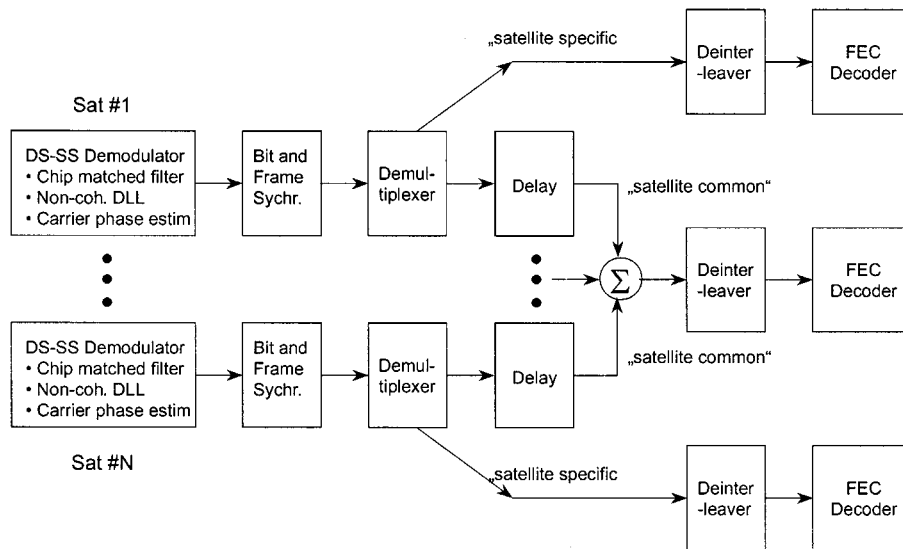 „satellite specific
Deinter
-leaver
FEC
Decoder
Sat #1
DS-SS Demodulator
• Chip matched filter
• Non-coh. DLL
• Carrier phase estim
Bit and
Frame
Sychr.
Demul-
tiplexer
Delay
„satellite common“
Σ
Deinter
-leaver
FEC
Decoder
DS-SS Demodulator
• Chip matched filter
• Non-coh. DLL
• Carrier phase estim
Bit and
Frame
Sychr.
Demul-
tiplexer
Delay
„satellite common“
Sat #N
„satellite specific
Deinter
-leaver
FEC
Decoder